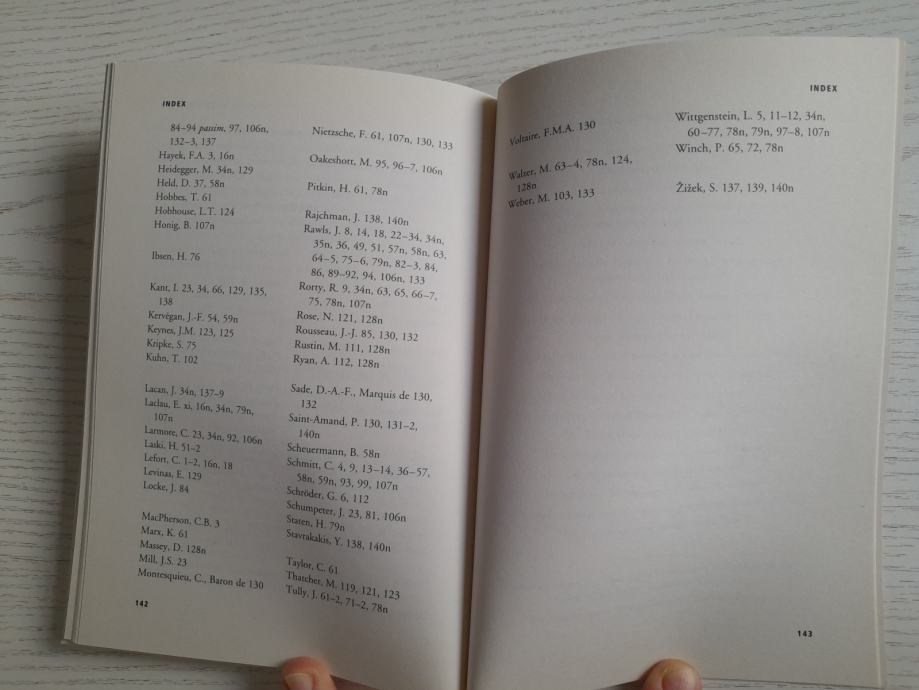 INDEX
84–94 passim, 97, 106n,
132–3, 137
Hayek, F.A. 3, 16n
Heidegger, M. 34n, 129
Held, D. 37, 58n
Hobbes, T. 61
Hobhouse, L.T. 124
Honig, B. 107n
Ibsen, H. 76
Kant, I. 23, 34, 66, 129, 135,
138
Kervégan, J.-F. 54, 59n
Keynes, J.M. 123, 125
Kripke, S. 75
Kuhn, T. 102
Lacan, J. 34n, 137–9
Laclau, E. xi, 16n, 34n, 79n,
107n
Larmore, C. 23, 34n, 92, 106n
Laski, H. 51–2
Lefort, C. 1–2, 16n, 18
Levinas, E. 129
Locke, J. 84
MacPherson, C.B. 3
Marx, K. 61
Massey, D. 128n
Mill, J.S. 23
Montesquieu, C., Baron de 130
Nietzsche, F. 61, 107n, 130, 133
Oakeshott, M. 95, 96–7, 106n
Pitkin, H. 61, 78n
Rajchman, J. 138, 140n
Rawls, J. 8, 14, 18, 22–34, 34n,
35n, 36, 49, 51, 57n, 58n, 63,
64–5, 75–6, 79n, 82–3, 84,
86, 89–92, 94, 106n, 133
Rorty, R. 9, 34n, 63, 65, 66–7,
75, 78n, 107n
Rose, N. 121, 128n
Rousseau, J.-J. 85, 130, 132
Rustin, M. 111, 128n
Ryan, A. 112, 128n
Sade, D.-A.-F., Marquis de 130,
132
Saint-Amand, P. 130, 131–2,
140n
Scheuermann, B. 58n
Schmitt, C. 4, 9, 13–14, 36–57,
58n, 59n, 93, 99, 107n
Schröder, G. 6, 112
Schumpeter, J. 23, 81, 106n
Staten, H. 79n
Stavrakakis, Y. 138, 140n
Taylor, C. 61
Thatcher, M. 119, 121, 123
Tully, J. 61–2, 71–2, 78n
142
INDEX
Voltaire, F.M.A. 130
Walzer, M. 63–4, 78n, 124,
128n
Weber, M. 103, 133
Wittgenstein, L. 5, 11–12, 34n,
60–77, 78n, 79n, 97–8, 107n
Winch, P. 65, 72, 78n
Žižek, S. 137, 139, 140n
143